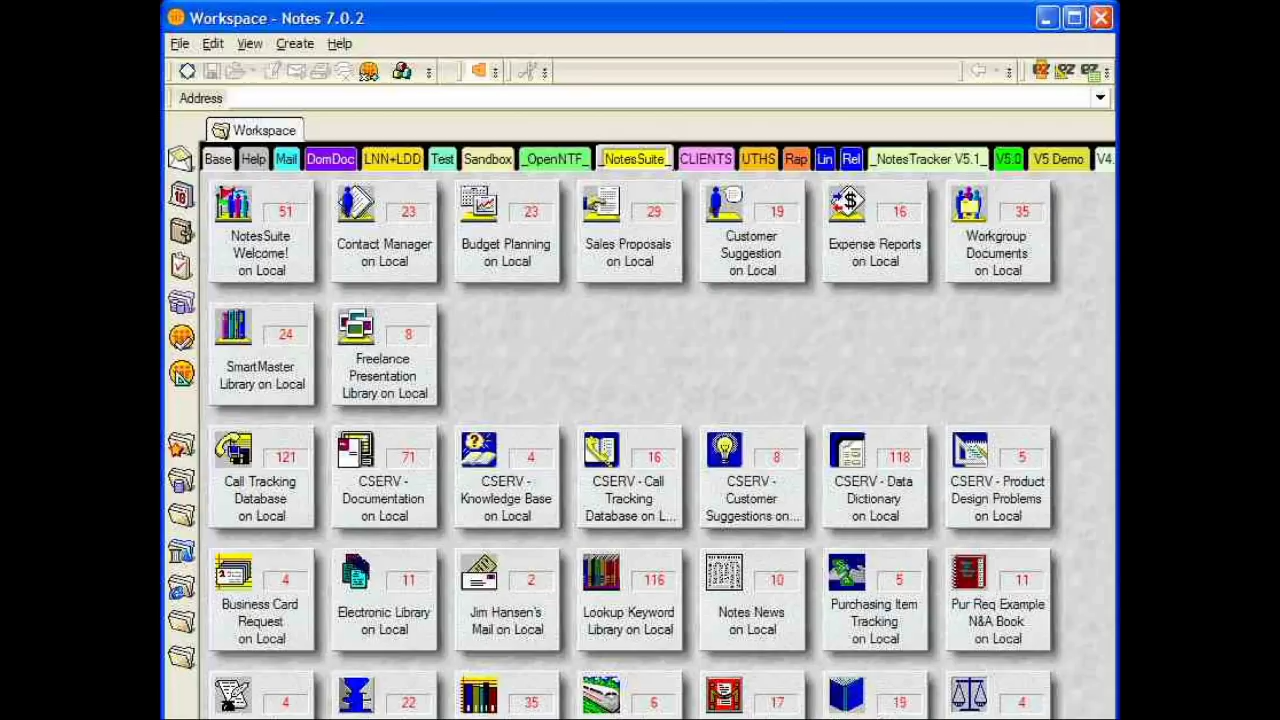 Workspace - Notes 7.0.2
File Edit View Create Help
Address
Workspace
Base Help Mail DomDoc LNN+LDD Test Sandbox _OpenNTF_ _NotesSuite_ CLIENTS UTHS Rap Lin Rel _NotesTracker V5.1_ V5.0 V5 Demo V4.
51 23 23 29 19 16 35
NotesSuite Welcome! on Local
Contact Manager on Local
Budget Planning on Local
Sales Proposals on Local
Customer Suggestion on Local
Expense Reports on Local
Workgroup Documents on Local
24 8
SmartMaster Library on Local
Freelance Presentation Library on Local
121 71 4 16 8 118 5
Call Tracking Database on Local
CSERV - Documentation on Local
CSERV - Knowledge Base on Local
CSERV - Call Tracking Database on L...
CSERV - Customer Suggestions on...
CSERV - Data Dictionary on Local
CSERV - Product Design Problems on Local
4 11 2 116 10 5 11
Business Card Request on Local
Electronic Library on Local
Jim Hansen's Mail on Local
Lookup Keyword Library on Local
Notes News on Local
Purchasing Item Tracking on Local
Pur Req Example N&A Book on Local
4 22 35 6 17 19 4